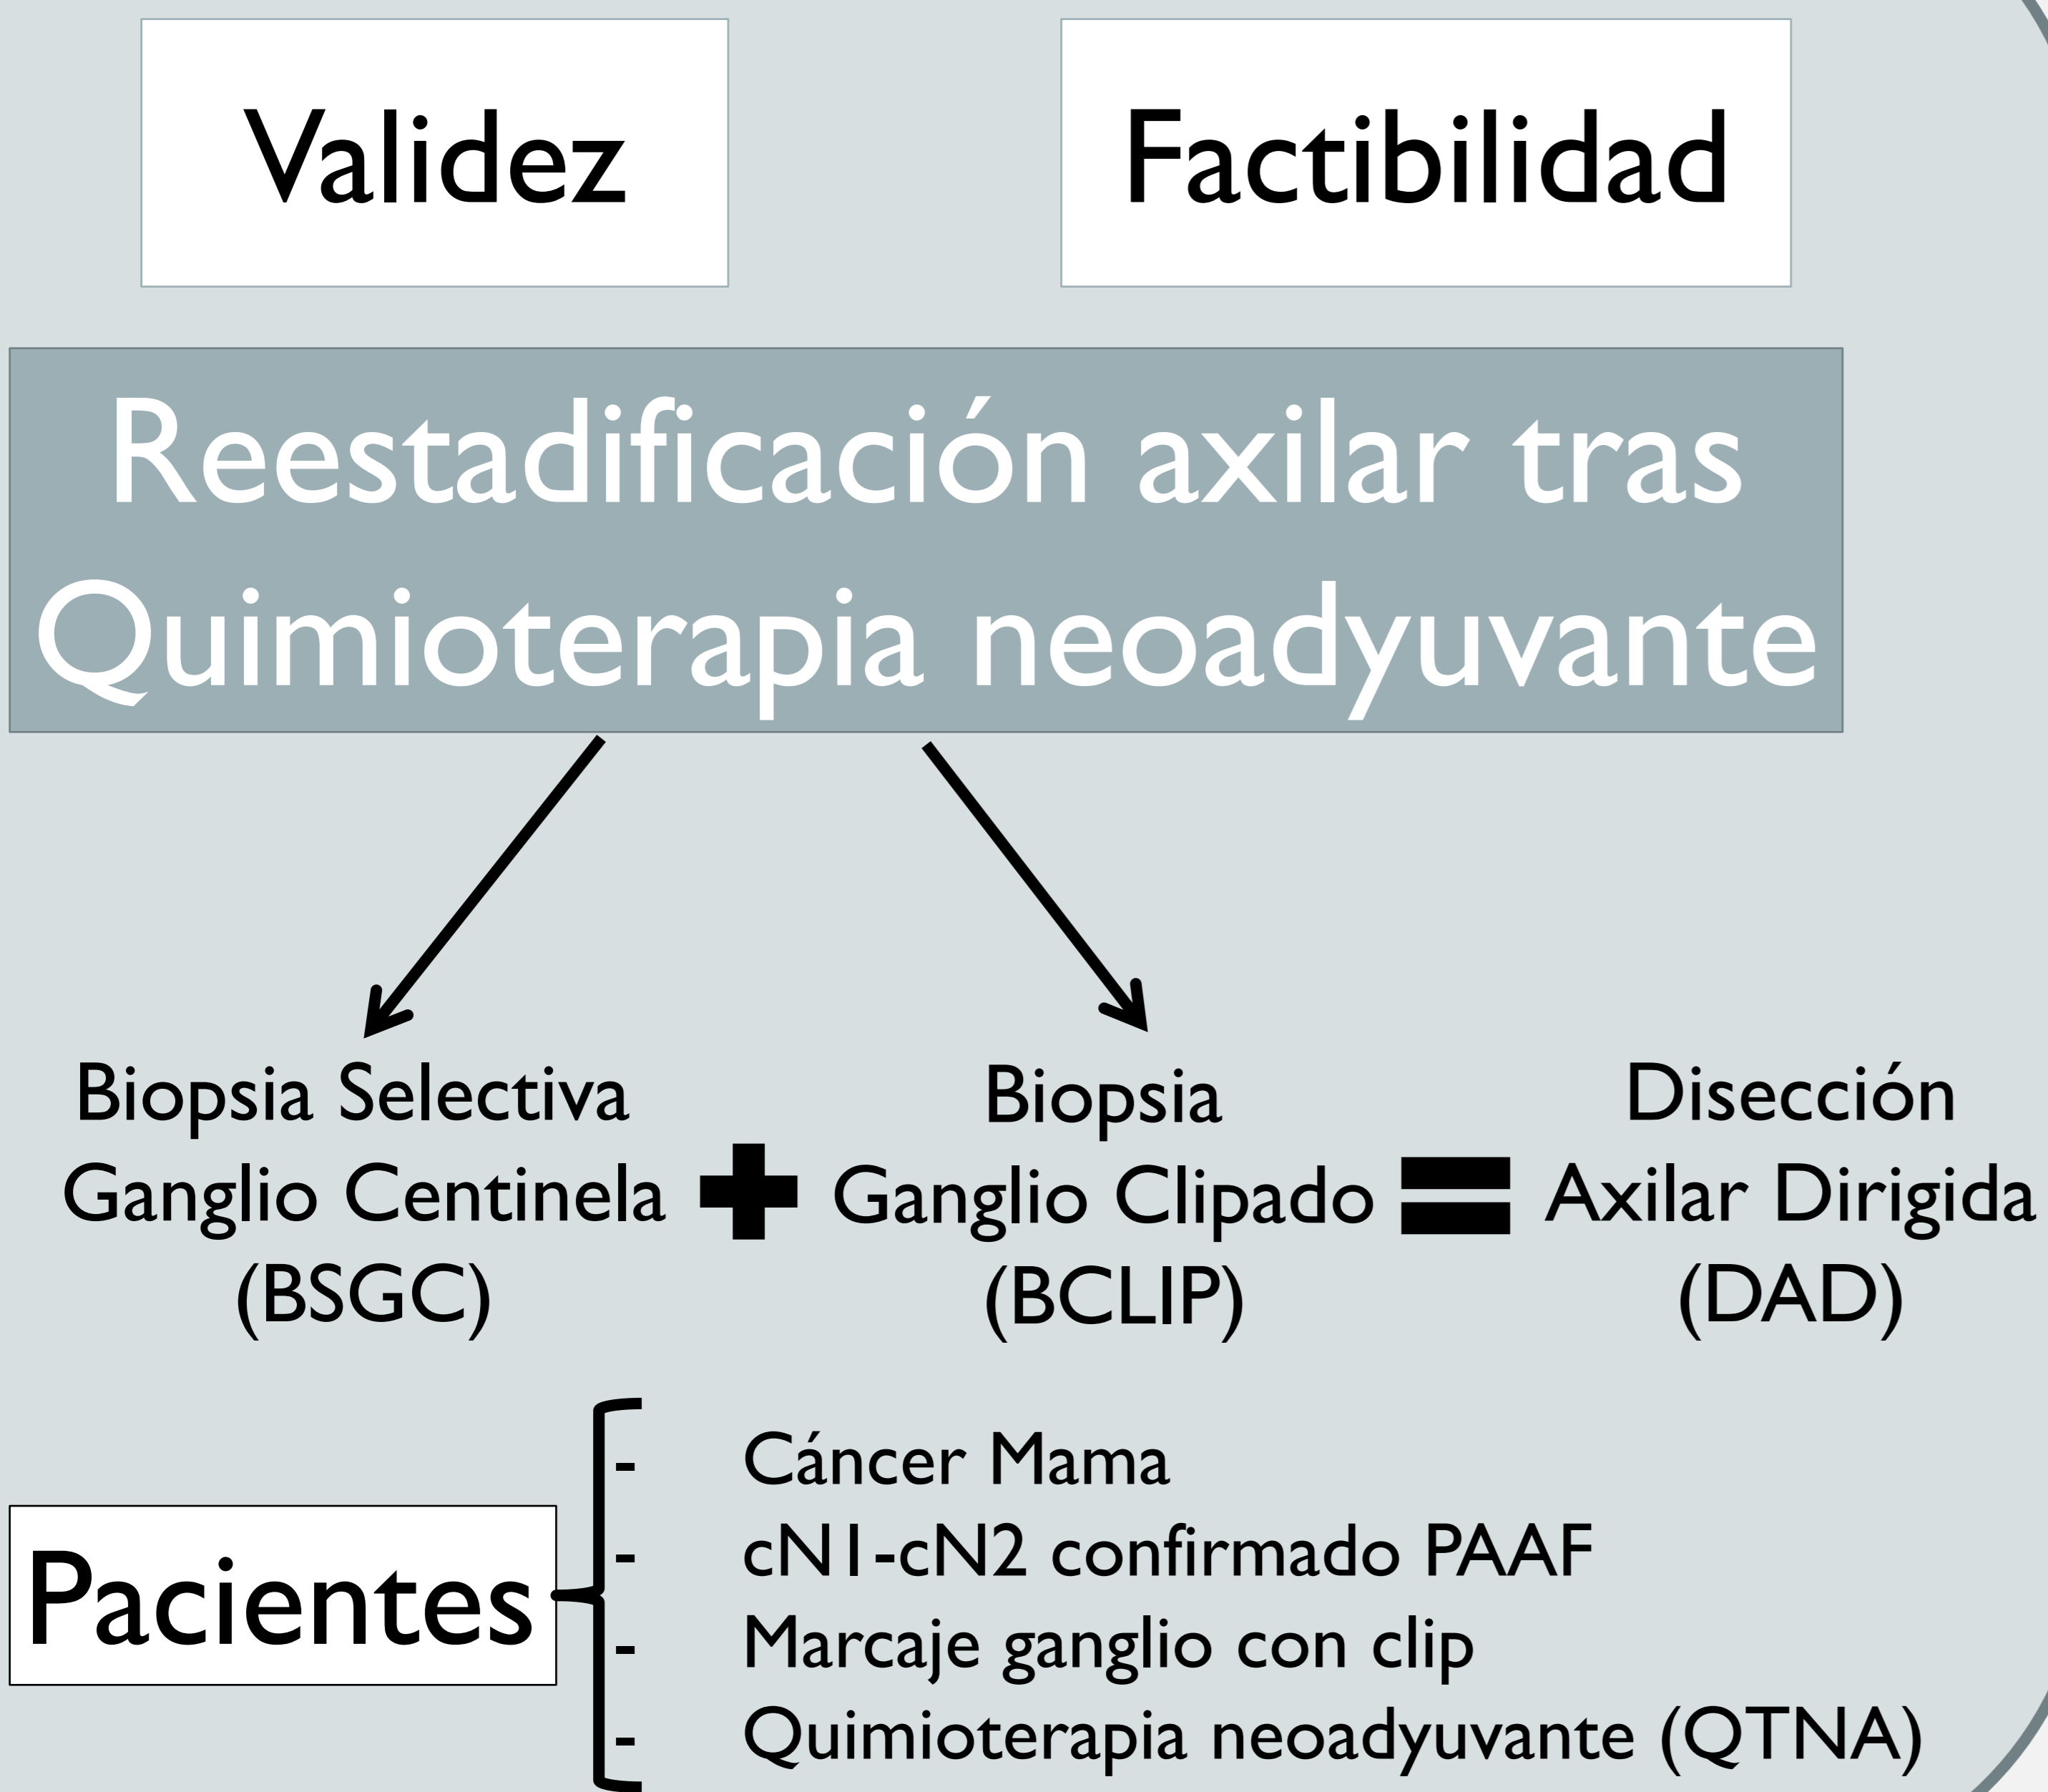 Validez
Factibilidad
Reestadificación axilar tras
Quimioterapia neoadyuvante
Biopsia Selectiva
Ganglio Centinela
(BSGC)
Biopsia
Ganglio Clipado
(BCLIP)
Disección
Axilar Dirigida
(DAD)
Pacientes
- Cáncer Mama
- cN1-cN2 confirmado PAAF
- Marcaje ganglio con clip
- Quimioterapia neoadyuvante (QTNA)